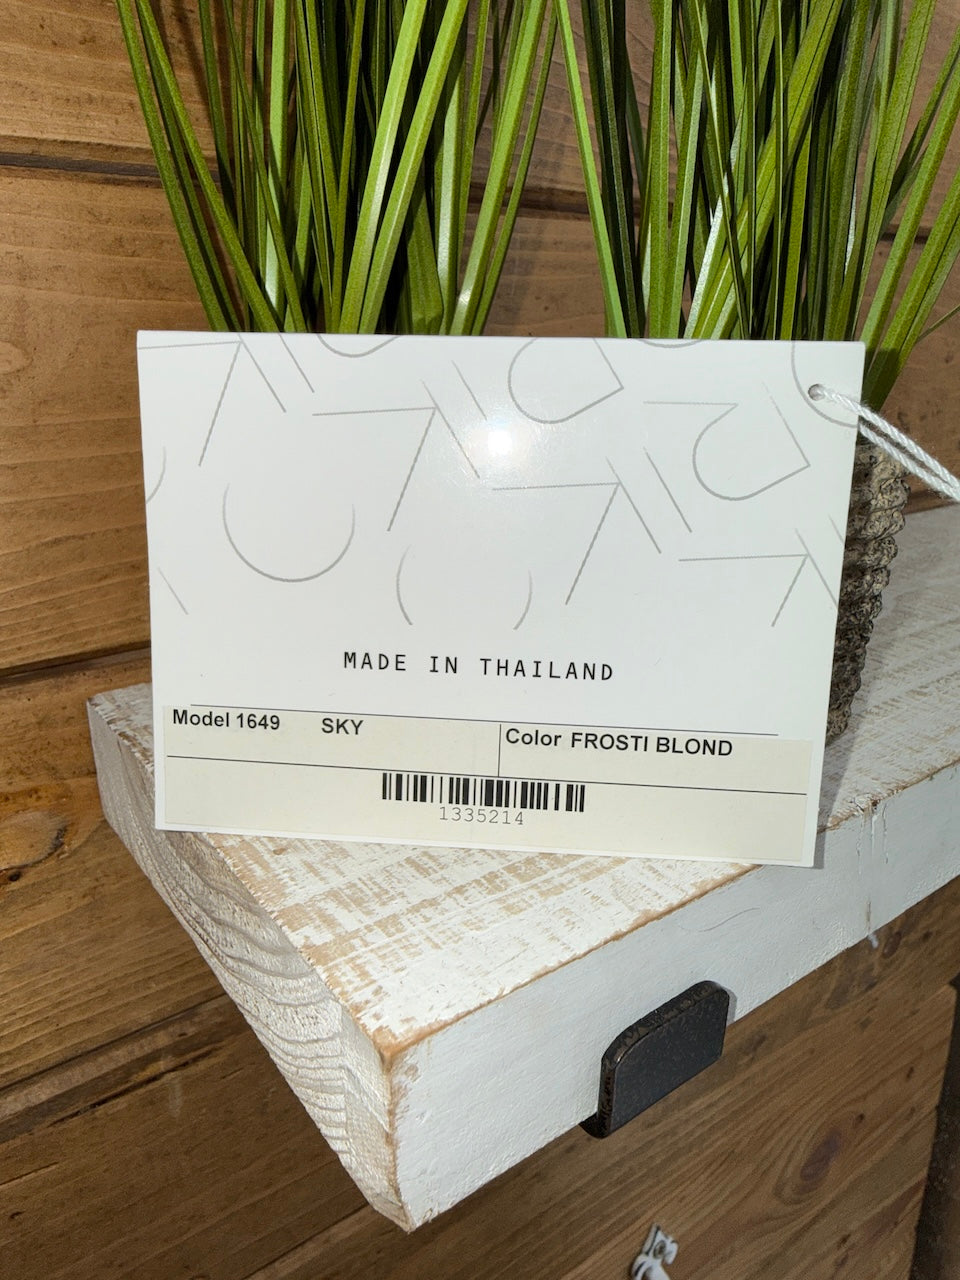 MADE IN THAILAND
Model 1649 SKY
Color FROSTI BLOND
1335214